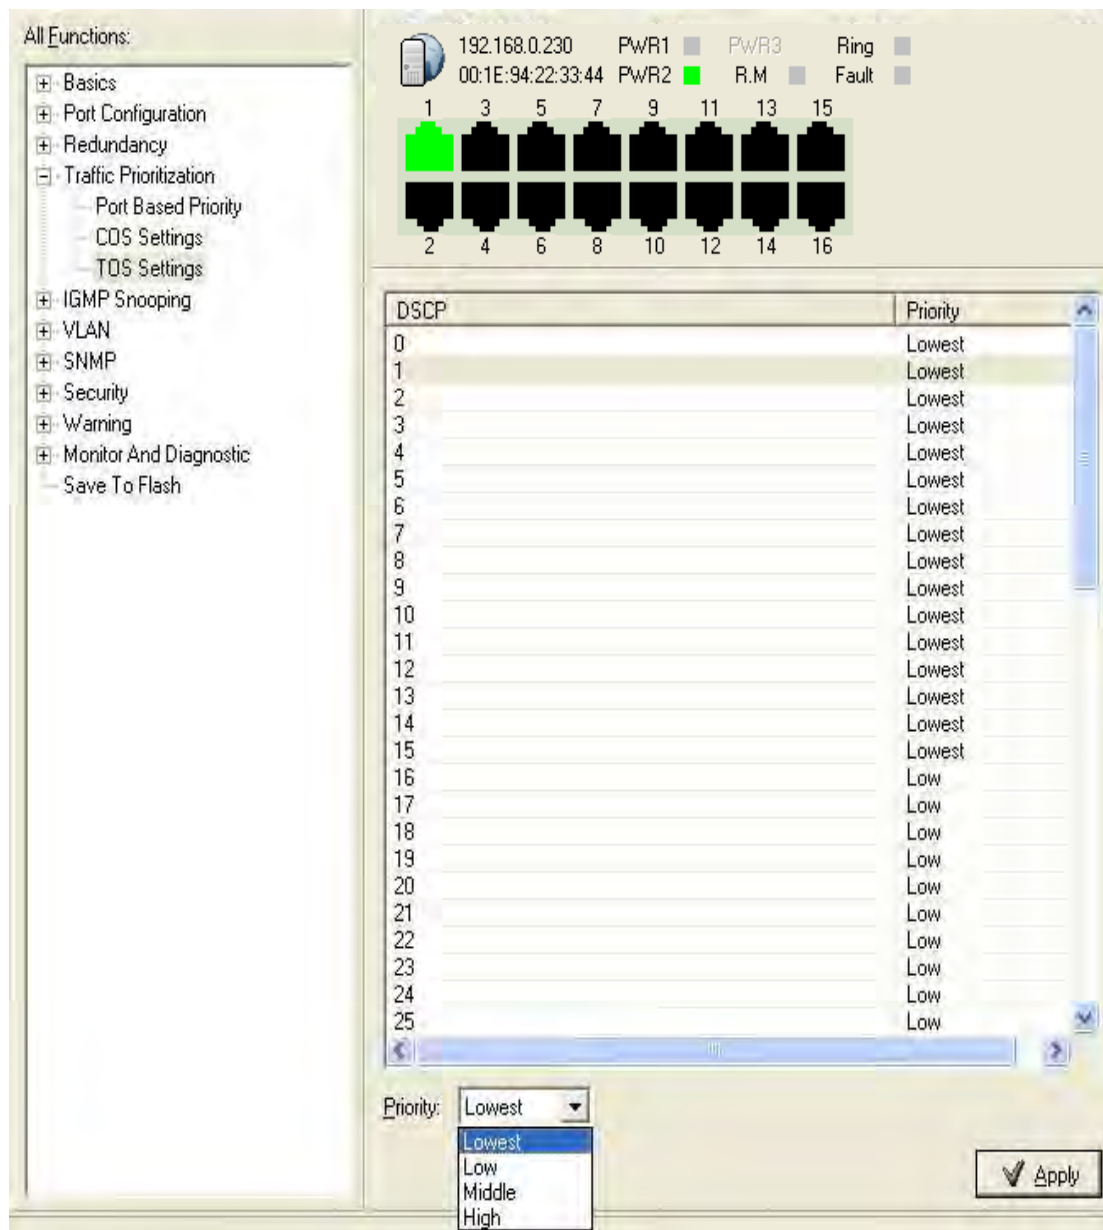 All Functions:
Basics
Port Configuration
Redundancy
Traffic Prioritization
Port Based Priority
COS Settings
TOS Settings
IGMP Snooping
VLAN
SNMP
Security
Warning
Monitor And Diagnostic
Save To Flash
192.168.0.230 PWR1 PWR3 Ring
00:1E:94:22:33:44 PWR2 R.M Fault
1 3 5 7 9 11 13 15
2 4 6 8 10 12 14 16
DSCP Priority
0 Lowest
1 Lowest
2 Lowest
3 Lowest
4 Lowest
5 Lowest
6 Lowest
7 Lowest
8 Lowest
9 Lowest
10 Lowest
11 Lowest
12 Lowest
13 Lowest
14 Lowest
15 Lowest
16 Low
17 Low
18 Low
19 Low
20 Low
21 Low
22 Low
23 Low
24 Low
25 Low
Priority: Lowest
Lowest
Low
Middle
High
Apply